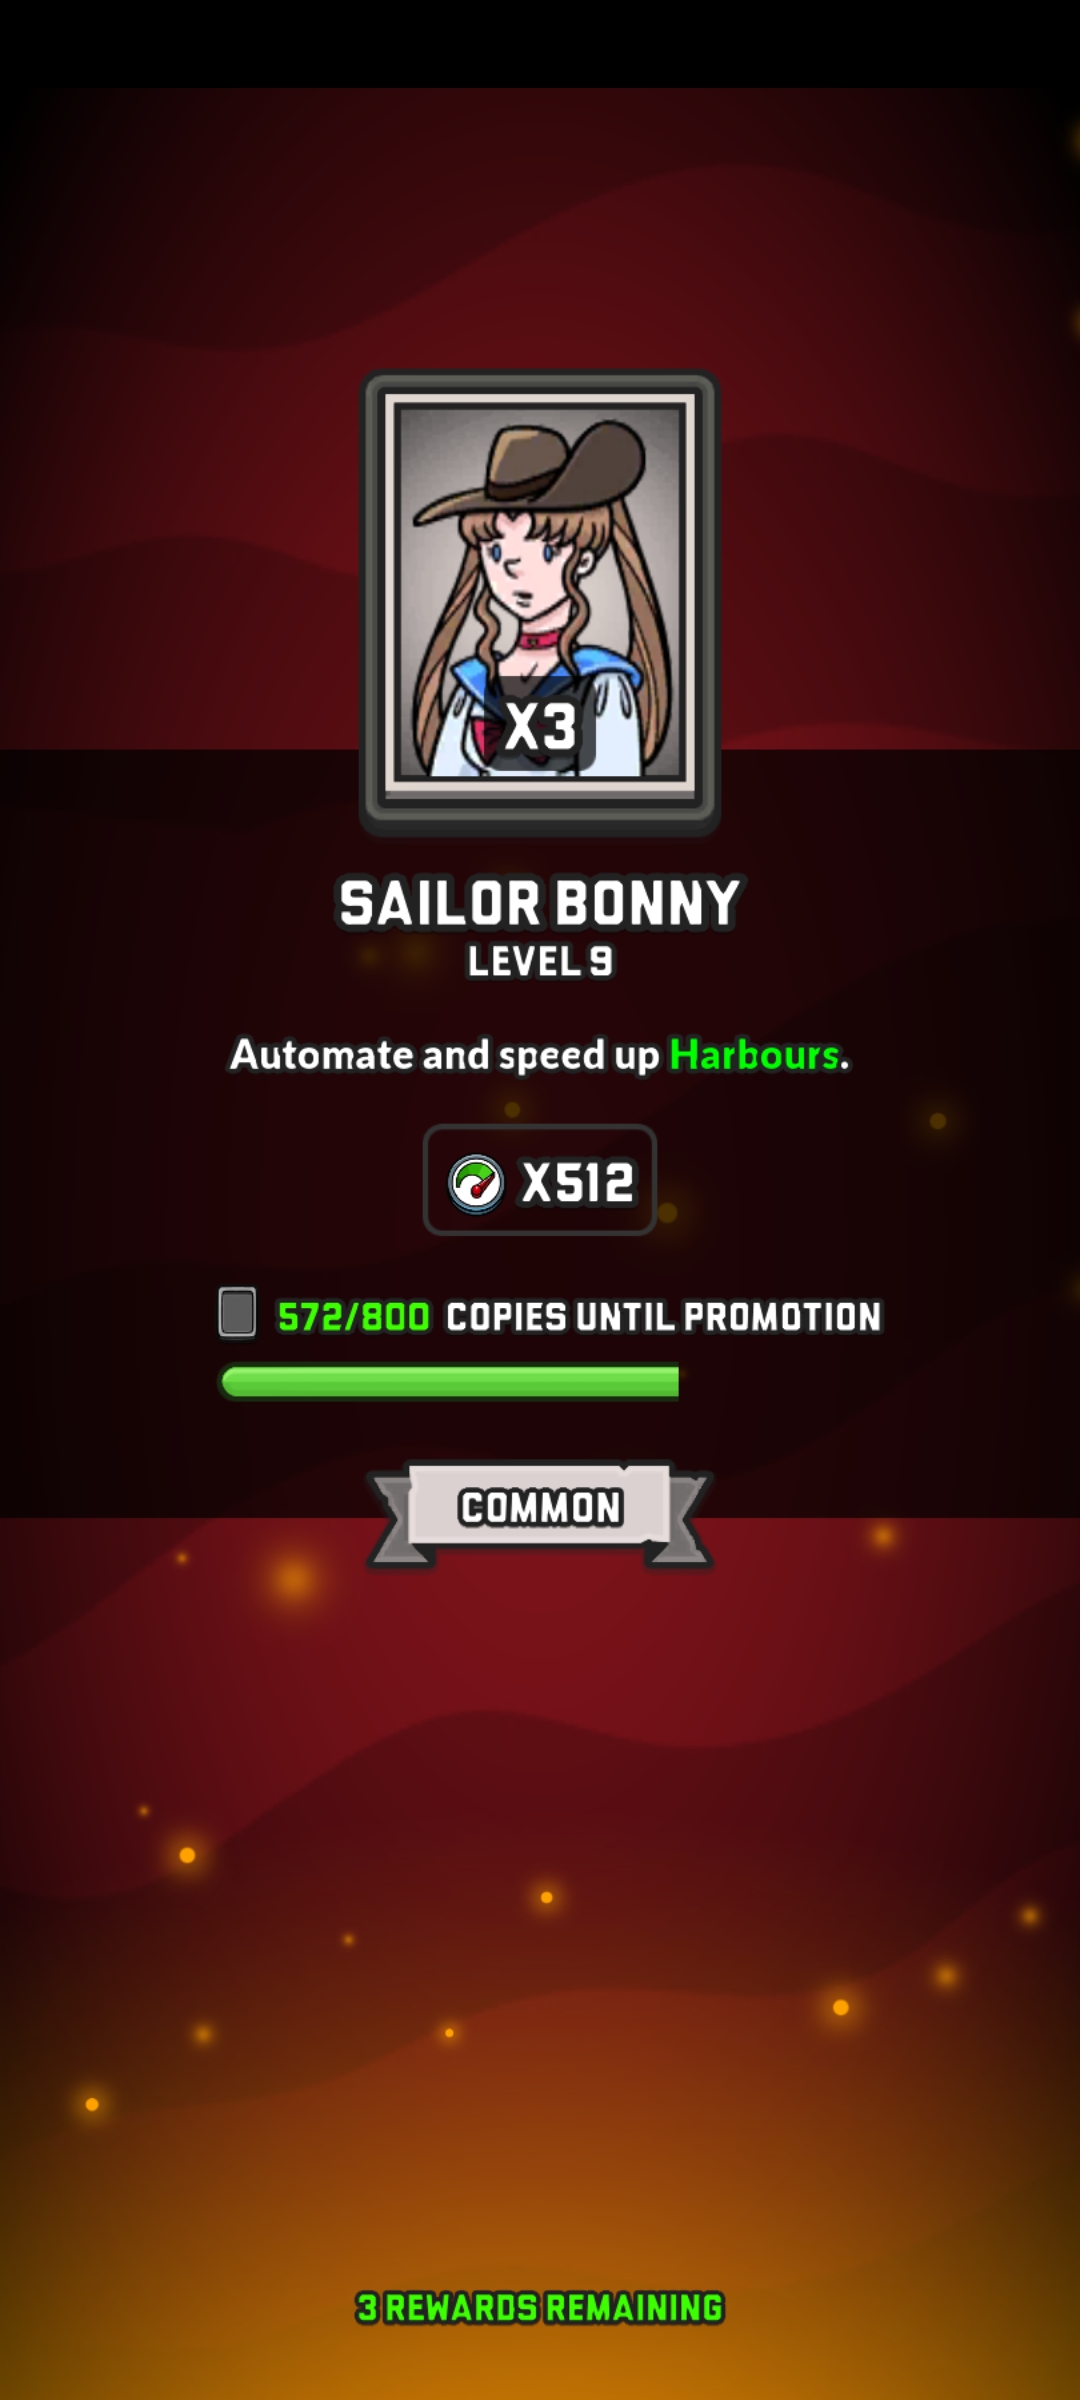 X3
SAILOR BONNY
LEVEL 9
Automate and speed up Harbours.
X512
572/800 COPIES UNTIL PROMOTION
COMMON
3 REWARDS REMAINING